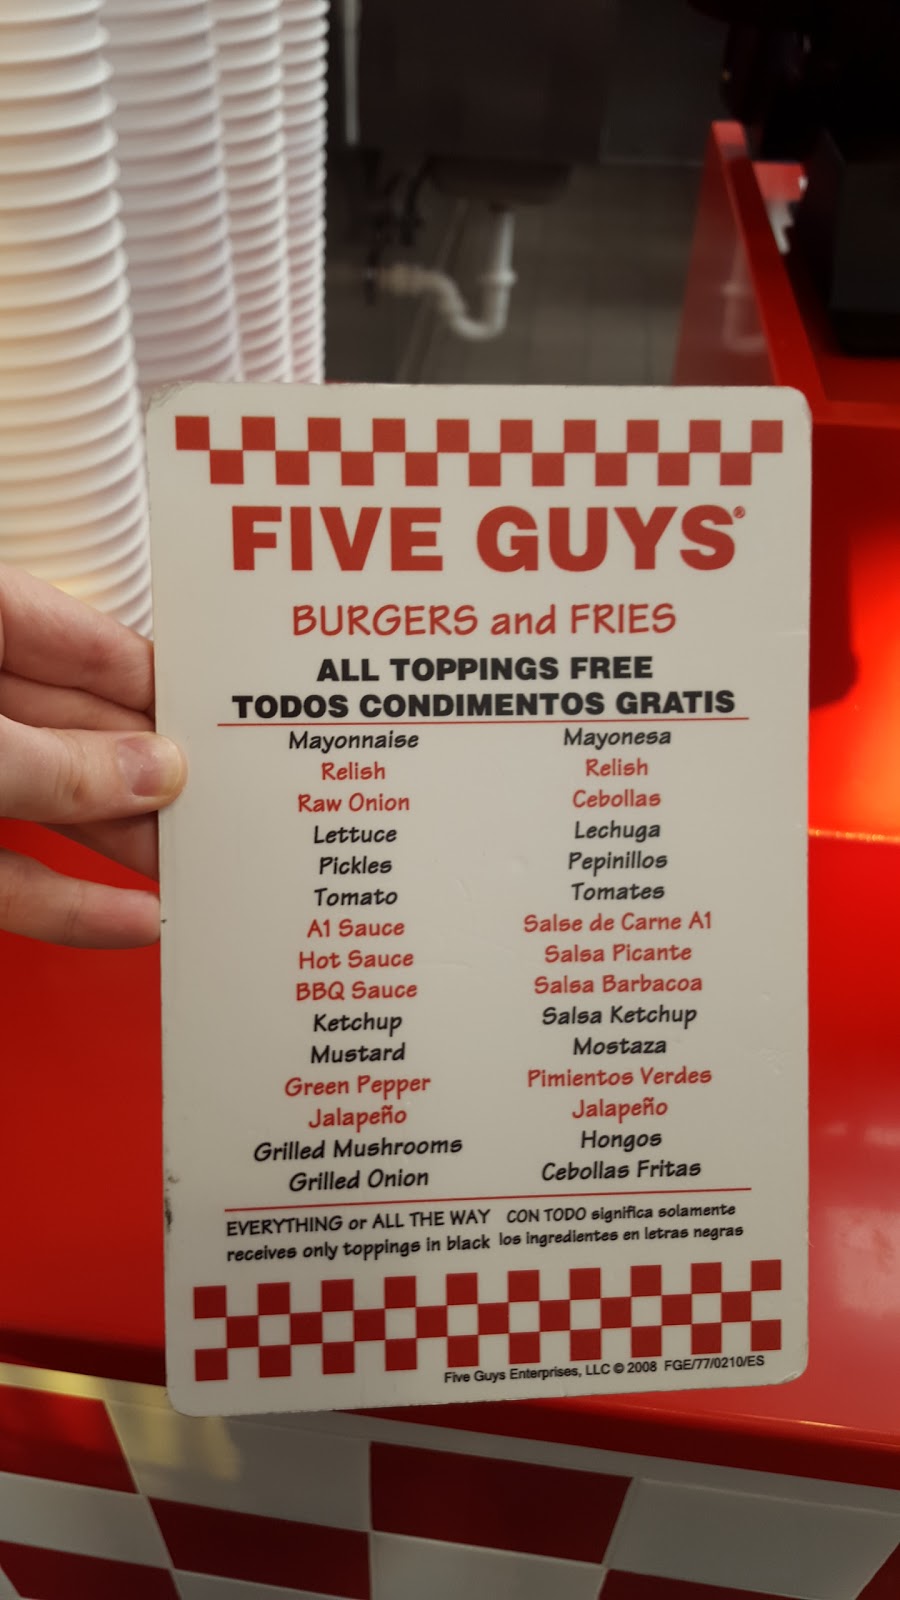 FIVE GUYS®
BURGERS and FRIES
ALL TOPPINGS FREE
TODOS CONDIMENTOS GRATIS
Mayonnaise Mayonesa
Relish Relish
Raw Onion Cebollas
Lettuce Lechuga
Pickles Pepinillos
Tomato Tomates
A1 Sauce Salse de Carne A1
Hot Sauce Salsa Picante
BBQ Sauce Salsa Barbacoa
Ketchup Salsa Ketchup
Mustard Mostaza
Green Pepper Pimientos Verdes
Jalapeño Jalapeño
Grilled Mushrooms Hongos
Grilled Onion Cebollas Fritas
EVERYTHING or ALL THE WAY CON TODO significa solamente
receives only toppings in black los ingredientes en letras negras
Five Guys Enterprises, LLC © 2008 FGE/77/0210/ES